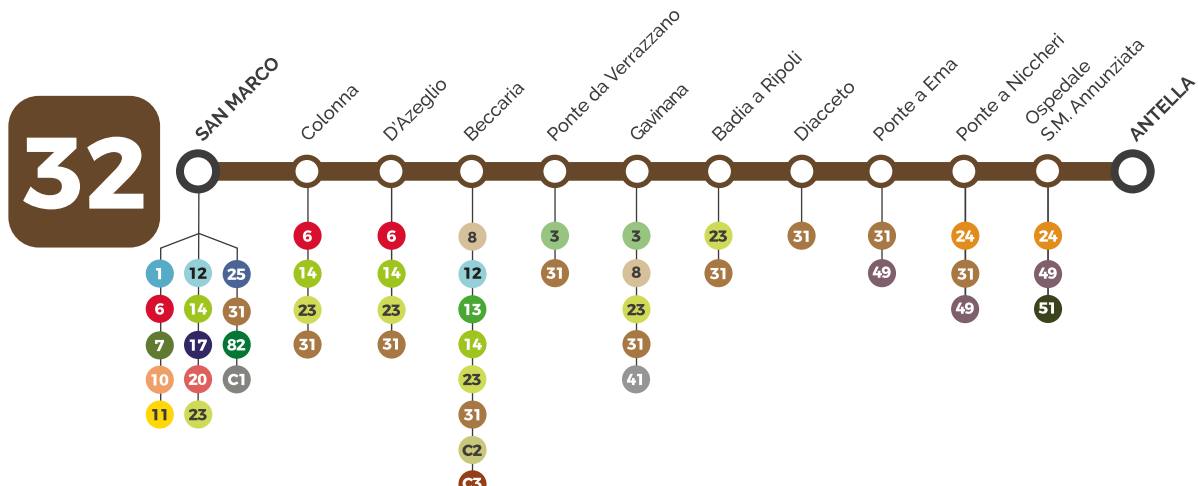 32
SAN MARCO
Colonna
D'Azeglio
Beccaria
Ponte da Verrazzano
Gavinana
Badia a Ripoli
Diacceto
Ponte a Ema
Ponte a Niccheri
Ospedale
S.M. Annunziata
ANTELLA
1
6
7
10
11
12
14
17
20
23
25
31
82
C1
6
14
23
31
6
14
23
31
8
12
13
14
23
31
C2
C3
3
31
3
8
23
31
41
23
31
31
31
49
24
31
49
24
49
51